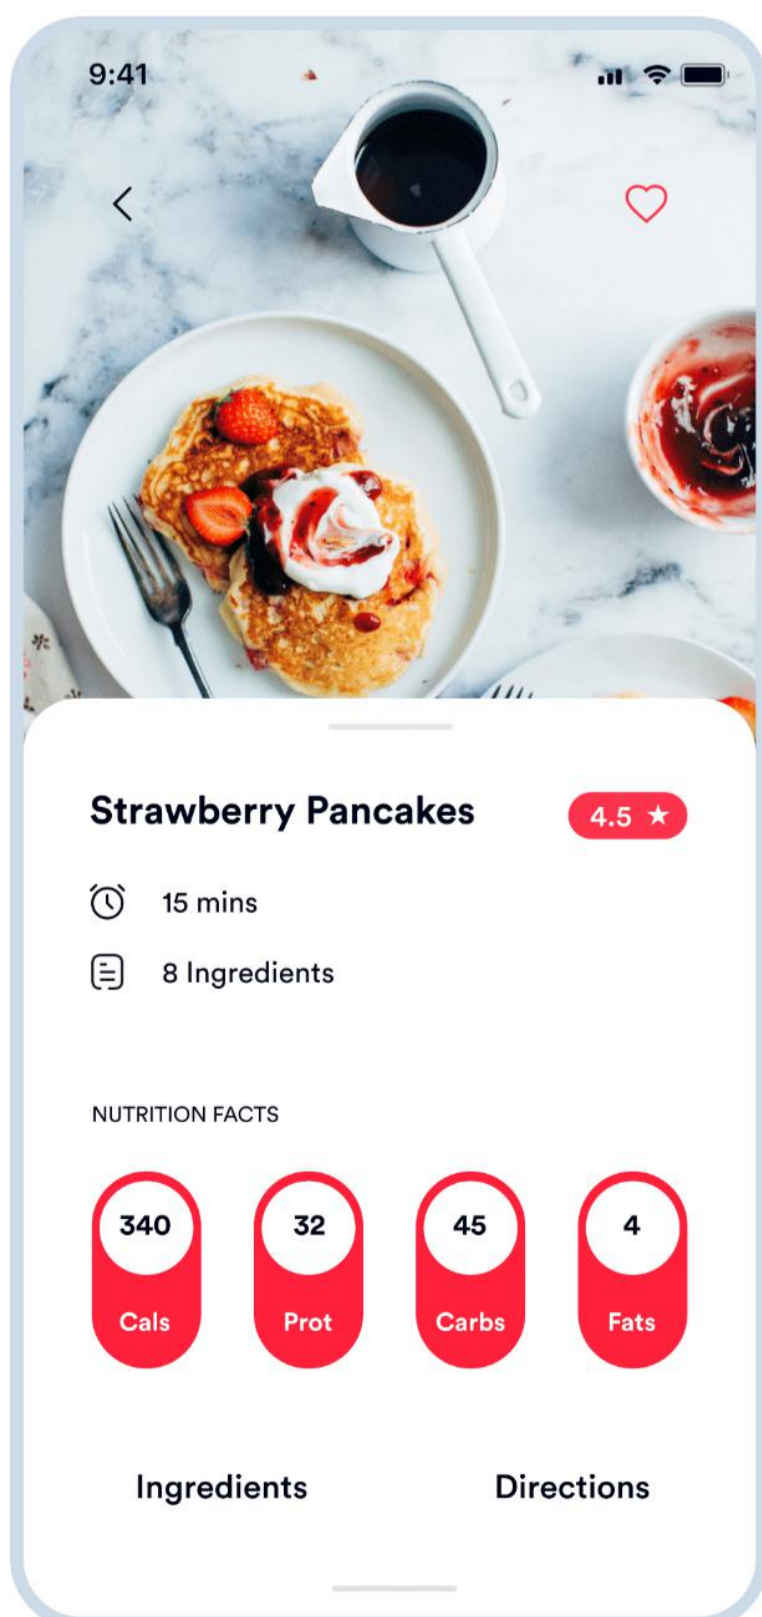 9:41
Strawberry Pancakes
4.5 ★
15 mins
8 Ingredients
NUTRITION FACTS
340 32 45 4
Cals Prot Carbs Fats
Ingredients Directions